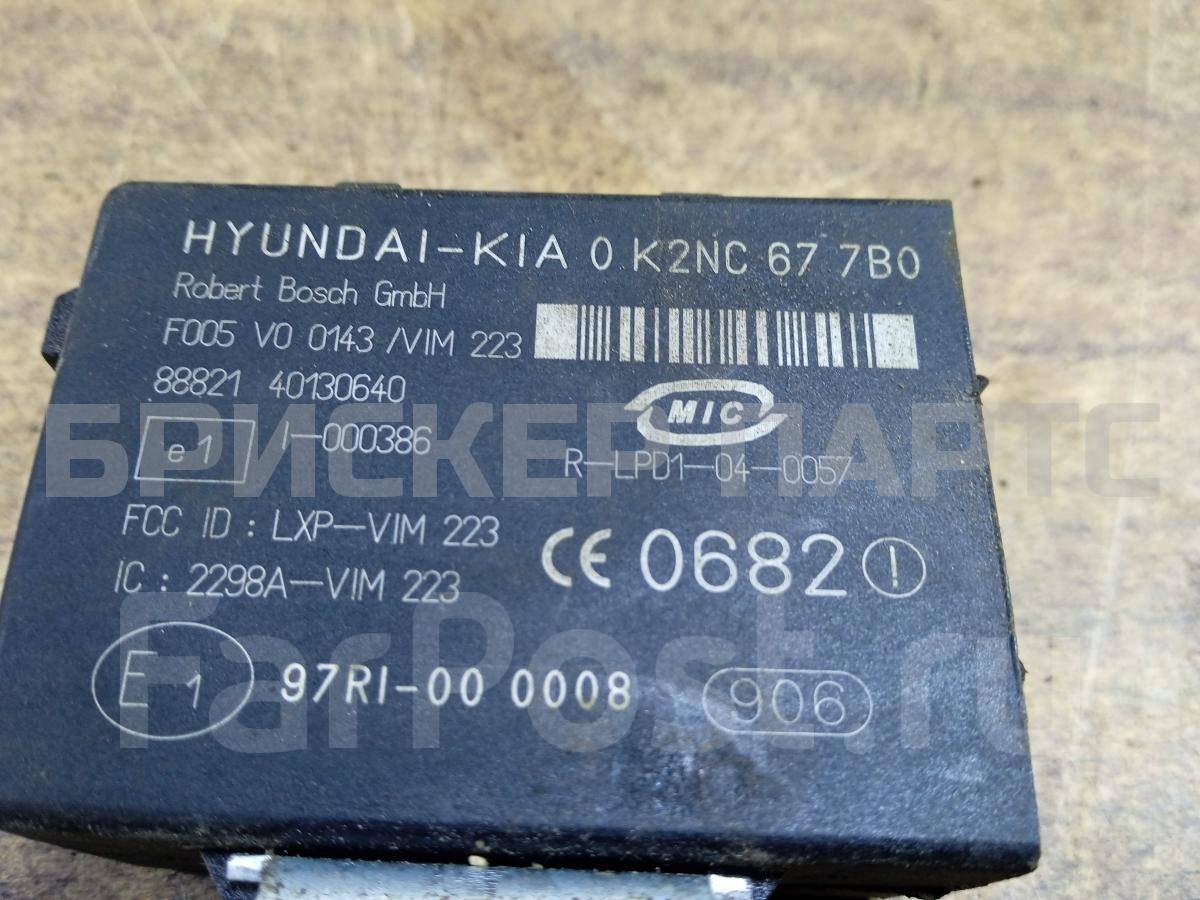 HYUNDAI-KIA 0 K2NC 67 7B0
Robert Bosch GmbH
F005 V0 0143 /VIM 223
88821 40130640
MIC
e1 I-000386
R-LPD1-04-0057
БРИСКЕР ПАРТС
FCC ID : LXP-VIM 223
CE 0682 !
IC : 2298A-VIM 223
E1 97RI-00 0008 906
FarPost.ru